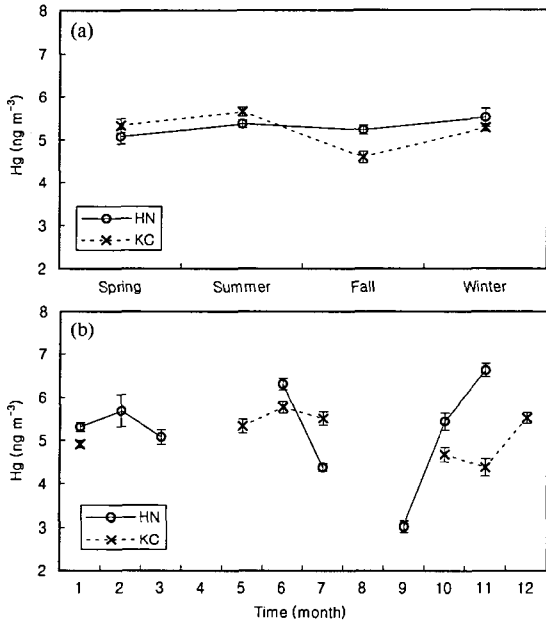 (a)
8
7
6
5
4
3
2
Hg (ng m⁻³)
HN
KC
Spring Summer Fall Winter
(b)
8
7
6
5
4
3
2
Hg (ng m⁻³)
HN
KC
1 2 3 4 5 6 7 8 9 10 11 12
Time (month)